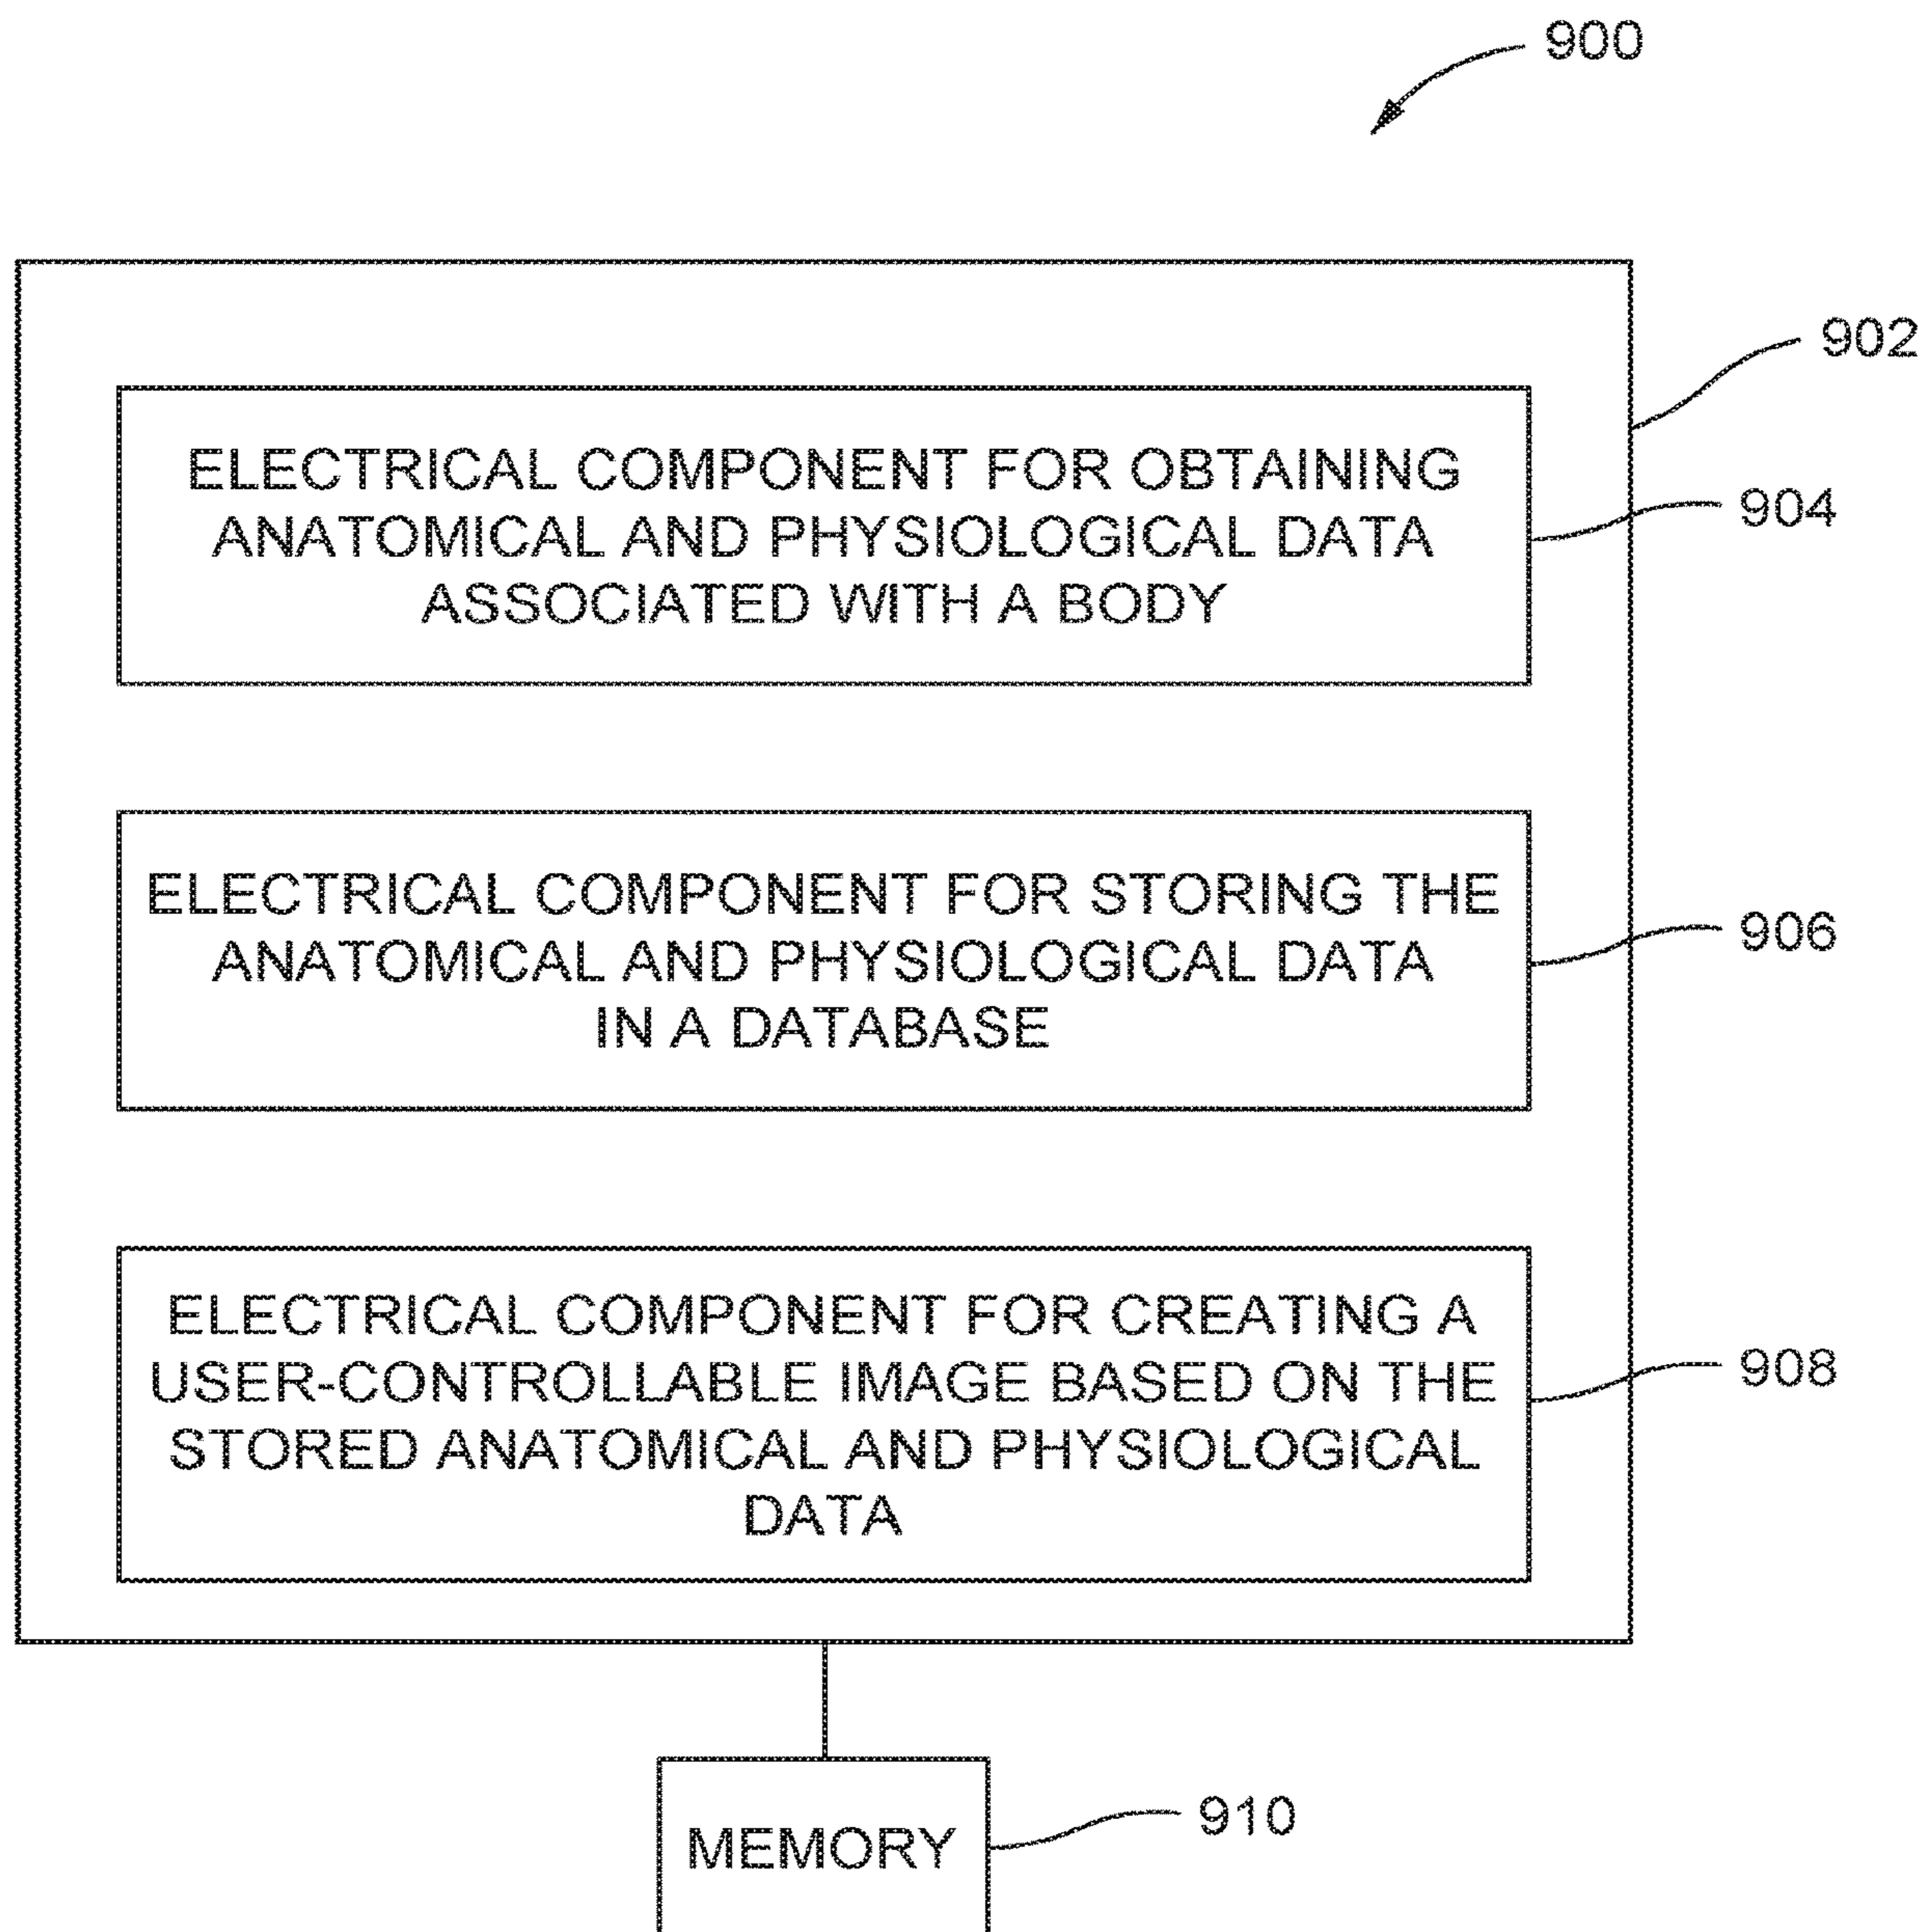 900
902
ELECTRICAL COMPONENT FOR OBTAINING
ANATOMICAL AND PHYSIOLOGICAL DATA
ASSOCIATED WITH A BODY
904
ELECTRICAL COMPONENT FOR STORING THE
ANATOMICAL AND PHYSIOLOGICAL DATA
IN A DATABASE
906
ELECTRICAL COMPONENT FOR CREATING A
USER-CONTROLLABLE IMAGE BASED ON THE
STORED ANATOMICAL AND PHYSIOLOGICAL
DATA
908
MEMORY
910